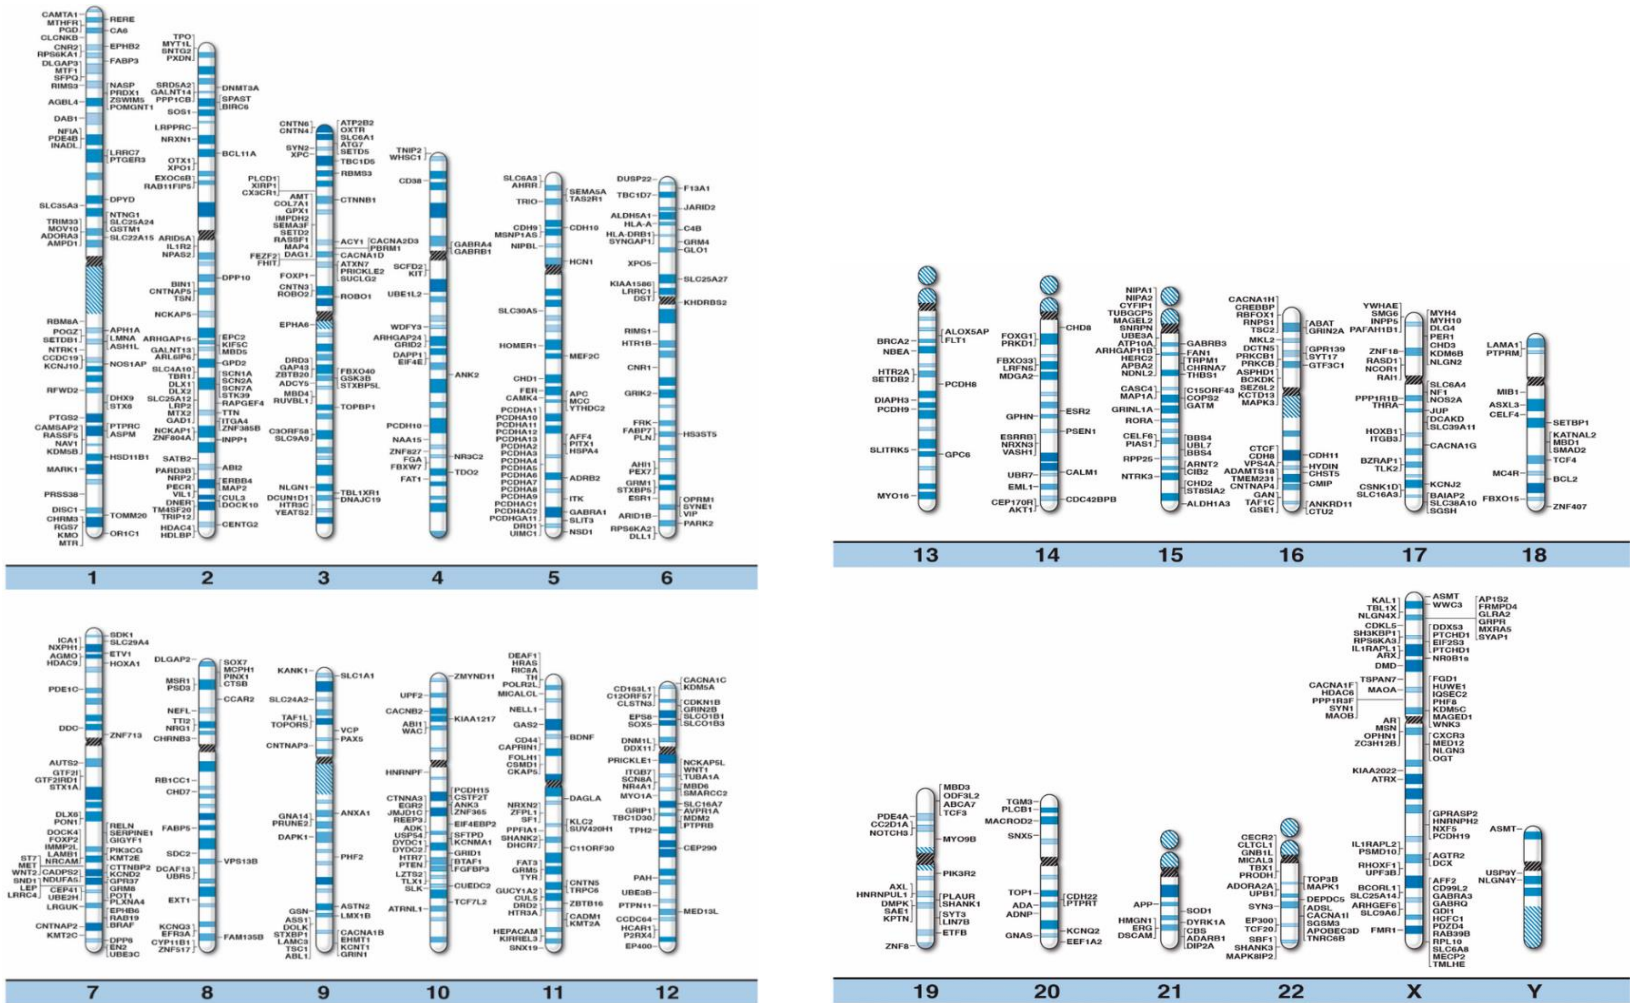 CAMTA1
MTHFR
PGD
CLCNKB
CNR2
RPS6KA1
DLGAP3
MTF1
SFPQ
RIMS3
AGBL4
DAB1
NFIA
PDE4B
INADL
SLC35A3
TRIM33
MOV10
ADORA3
AMPD1
RBM8A
POGZ
SETDB1
NTRK1
CCDC19
KCNJ10
RFWD2
PTGS2
CAMSAP2
RASSF5
NAV1
KDM5B
MARK1
PRSS38
DISC1
CHRM3
RGS7
KMO
MTR
RERE
CA6
EPHB2
FABP3
NASP
PRDX1
ZSWIM5
POMGNT1
LRRC7
PTGER3
DPYD
NTNG1
SLC25A24
GSTM1
SLC22A15
APH1A
LMNA
ASH1L
NOS1AP
DHX9
STX6
PTPRC
ASPM
HSD11B1
TOMM20
OR1C1
1
TPO
MYT1L
SNTG2
PXDN
SRD5A2
GALNT14
PPP1CB
SOS1
LRPPRC
NRXN1
OTX1
XPO1
EXOC6B
RAB11FIP5
ARID5A
IL1R2
NPAS2
BIN1
CNTNAP5
TSN
NCKAP5
ARHGAP15
GALNT13
ARL6IP6
SLC4A10
TBR1
DLX1
DLX2
SLC25A12
LRP2
MTX2
GAD1
NCKAP1
ZNF804A
SATB2
PARD3B
NRP2
PECR
VIL1
DNER
TM4SF20
TRIP12
HDAC4
HDLBP
DNMT3A
SPAST
BIRC6
BCL11A
DPP10
EPC2
KIF5C
MBD5
GPD2
SCN1A
SCN2A
SCN7A
STK39
RAPGEF4
TTN
ITGA4
ZNF385B
INPP1
ABI2
ERBB4
MAP2
CUL3
DOCK10
CENTG2
2
CNTN6
CNTN4
SYN2
XPC
PLCD1
XIRP1
CX3CR1
AMT
COL7A1
GPX1
IMPDH2
SEMA3F
SETD2
RASSF1
MAP4
DAG1
FEZF2
FHIT
FOXP1
CNTN3
ROBO2
EPHA6
DRD3
GAP43
ZBTB20
ADCY5
MBD4
RUVBL1
C3ORF58
SLC9A9
NLGN1
DCUN1D1
HTR3C
YEATS2
ATP2B2
OXTR
SLC6A1
ATG7
SETD5
TBC1D5
RBMS3
CTNNB1
ACY1
CACNA2D3
PBRM1
CACNA1D
ATXN7
PRICKLE2
SUCLG2
ROBO1
FBXO40
GSK3B
STXBP5L
TOPBP1
TBL1XR1
DNAJC19
3
TNIP2
WHSC1
CD38
SCFD2
KIT
UBE1L2
WDFY3
ARHGAP24
GRID2
DAPP1
EIF4E
PCDH10
NAA15
ZNF827
FGA
FBXW7
FAT1
GABRA4
GABRB1
ANK2
NR3C2
TDO2
4
SLC6A3
AHRR
TRIO
CDH9
MSNP1AS
NIPBL
SLC30A5
HOMER1
CHD1
FER
CAMK4
PCDHA1
PCDHA10
PCDHA11
PCDHA12
PCDHA13
PCDHA2
PCDHA3
PCDHA4
PCDHA5
PCDHA6
PCDHA7
PCDHA8
PCDHA9
PCDHAC1
PCDHAC2
PCDHGA11
DRD1
UIMC1
SEMA5A
TAS2R1
CDH10
HCN1
MEF2C
APC
MCC
YTHDC2
AFF4
PITX1
HSPA4
ADRB2
ITK
GABRA1
SLIT3
NSD1
5
DUSP22
TBC1D7
ALDH5A1
HLA-A
HLA-DRB1
SYNGAP1
XPO5
KIAA1586
LRRC1
DST
RIMS1
HTR1B
CNR1
GRIK2
FRK
FABP7
PLN
AHI1
PEX7
GRM1
STXBP5
ESR1
ARID1B
RPS6KA2
DLL1
F13A1
JARID2
C4B
GRM4
GLO1
SLC25A27
KHDRBS2
HS3ST5
OPRM1
SYNE1
VIP
PARK2
6
ICA1
NXPH1
AGMO
HDAC9
PDE1C
DDC
AUTS2
GTF2I
GTF2IRD1
STX1A
DLX6
PON1
DOCK4
FOXP2
IMMP2L
LAMB1
NRCAM
ST7
MET
WNT2
CADPS2
SND1
NDUFA5
LEP
LRRC4
CEP41
UBE2H
LRGUK
CNTNAP2
KMT2C
SDK1
SLC29A4
ETV1
HOXA1
ZNF713
RELN
SERPINE1
GIGYF1
PIK3CG
KMT2E
CTTNBP2
KCND2
GPR37
GRM8
POT1
PLXNA4
EPHB6
RAB19
BRAF
DPP6
EN2
UBE3C
7
DLGAP2
MSR1
PSD3
NEFL
TTI2
NRG1
CHRNB3
RB1CC1
CHD7
FABP5
SDC2
DCAF13
UBR5
EXT1
KCNG3
EFR3A
CYP11B1
ZNF517
SOX7
MCPH1
PINX1
CTSB
CCAR2
VPS13B
FAM135B
8
KANK1
SLC24A2
TAF1L
TOPORS
CNTNAP3
GNA14
PRUNE2
DAPK1
GSN
ASS1
DOLK
STXBP1
LAMC3
TSC1
ABL1
SLC1A1
VCP
PAX5
ANXA1
PHF2
ASTN2
LMX1B
CACNA1B
EHMT1
KCNT1
GRIN1
9
UPF2
CACNB2
ABI1
WAC
HNRNPF
CTNNA3
EGR2
JMJD1C
REEP3
ADK
USP54
DYDC1
DYDC2
HTR7
PTEN
LZTS2
TLX1
SLK
ATRNL1
ZMYND11
KIAA1217
PCDH15
CSTF2T
ANK3
ZNF365
EIF4EBP2
SFTPD
KCNMA1
GRID1
BTAF1
FGFBP3
CUEDC2
TCF7L2
10
DEAF1
HRAS
RIC8A
TH
POLR2L
MICALCL
NELL1
GAS2
CD44
CAPRIN1
FOLH1
CSMD1
CKAP5
NRXN2
ZFPL1
SF1
PPFIA1
SHANK2
DHCR7
FAT3
GRM5
TYR
GUCY1A2
CUL5
DRD2
HTR3A
HEPACAM
KIRREL3
SNX19
BDNF
DAGLA
KLC2
SUV420H1
C11ORF30
CNTN5
TRPC6
ZBTB16
CADM1
KMT2A
11
CD163L1
C12ORF57
CLSTN3
EPS8
SOX5
DNM1L
DDX11
PRICKLE1
ITGB7
SCN8A
NR4A1
MYO1A
GRIP1
TBC1D30
TPH2
PAH
UBE3B
PTPN11
CCDC64
HCAR1
P2RX4
EP400
CACNA1C
KDM5A
CDKN1B
GRIN2B
SLCO1B1
SLCO1B3
NCKAP5L
WNT1
TUBA1A
MBD6
SMARCC2
SLC16A7
AVPR1A
MDM2
PTPRB
CEP290
MED13L
12
BRCA2
NBEA
HTR2A
SETDB2
DIAPH3
PCDH9
SLITRK5
MYO16
ALOX5AP
FLT1
PCDH8
GPC6
13
FOXG1
PRKD1
FBXO33
LRFN5
MDGA2
GPHN
ESRRB
NRXN3
VASH1
UBR7
EML1
CEP170R
AKT1
CHD8
ESR2
PSEN1
CALM1
CDC42BPB
14
NIPA1
NIPA2
CYFIP1
TUBGCP5
MAGEL2
SNRPN
UBE3A
ATP10A
ARHGAP11B
HERC2
APBA2
NDNL2
CASC4
MAP1A
GRINL1A
RORA
CELF6
PIAS1
RPP25
NTRK3
GABRB3
FAN1
TRPM1
CHRNA7
THBS1
C15ORF43
COPS2
GATM
BBS4
UBL7
BBS4
ARNT2
CIB2
CHD2
ST8SIA2
ALDH1A3
15
CACNA1H
CREBBP
RBFOX1
RNPS1
TSC2
MKL2
DCTN5
PRKCB1
PRKCB
ASPHD1
BCKDK
SEZ6L2
KCTD13
MAPK3
CTCF
CDH8
VPS4A
ADAMTS18
TMEM231
CNTNAP4
GAN
TAF1C
GSE1
ABAT
GRIN2A
GPR139
SYT17
GTF3C1
CDH11
HYDIN
CHST5
CMIP
ANKRD11
CTU2
16
YWHAE
SMG6
INPP5
PAFAH1B1
ZNF18
RASD1
NCOR1
RAI1
PPP1R1B
THRA
HOXB1
ITGB3
BZRAP1
TLK2
CSNK1D
SLC16A3
MYH4
MYH10
DLG4
PER1
CHD3
KDM6B
NLGN2
SLC6A4
NF1
NOS2A
JUP
DCAKD
SLC39A11
CACNA1G
KCNJ2
BAIAP2
SLC38A10
SGSH
17
LAMA1
PTPRM
MIB1
ASXL3
CELF4
MC4R
FBXO15
SETBP1
KATNAL2
MBD1
SMAD2
TCF4
BCL2
ZNF407
18
PDE4A
CC2D1A
NOTCH3
AXL
HNRNPUL1
DMPK
SAE1
KPTN
ZNF8
MBD3
ODF3L2
ABCA7
TCF3
MYO9B
PIK3R2
PLAUR
SHANK1
SYT3
LIN7B
ETFB
19
TGM3
PLCB1
MACROD2
SNX5
TOP1
ADA
ADNP
GNAS
CDH22
PTPRT
KCNQ2
EEF1A2
20
APP
HMGN1
ERG
DSCAM
SOD1
DYRK1A
CBS
ADARB1
DIP2A
21
CECR2
CLTCL1
GNB1L
MICAL3
TBX1
PRODH
ADORA2A
UPB1
SYN3
EP300
TCF20
SBF1
SHANK3
MAPK8IP2
TOP3B
MAPK1
DEPDC5
ADSL
CACNA1I
SGSM3
APOBEC3D
TNRC6B
22
KAL1
TBL1X
NLGN4X
CDKL5
SH3KBP1
RPS6KA3
IL1RAPL1
ARX
DMD
TSPAN7
MAOA
CACNA1F
HDAC6
PPP1R3F
SYN1
MAOB
AR
MSN
OPHN1
ZC3H12B
KIAA2022
ATRX
IL1RAPL2
PSMD10
RHOXF1
UPF3B
BCORL1
SLC25A14
ARHGEF6
SLC9A6
FMR1
ASMT
WWC3
AP1S2
FRMPD4
GLRA2
GRPR
MXRA5
SYAP1
DDX53
PTCHD1
EIF2S3
PTCHD1
NR0B1s
FGD1
HUWE1
IQSEC2
PHF8
KDM5C
MAGED1
WNK3
CXCR3
MED12
NLGN3
OGT
GPRASP2
HNRNPH2
NXF5
PCDH19
AGTR2
DCX
AFF2
CD99L2
GABRA3
GABRQ
GDI1
HCFC1
PDZD4
RAB39B
RPL10
SLC6A8
MECP2
TMLHE
X
ASMT
USP9Y
NLGN4Y
Y